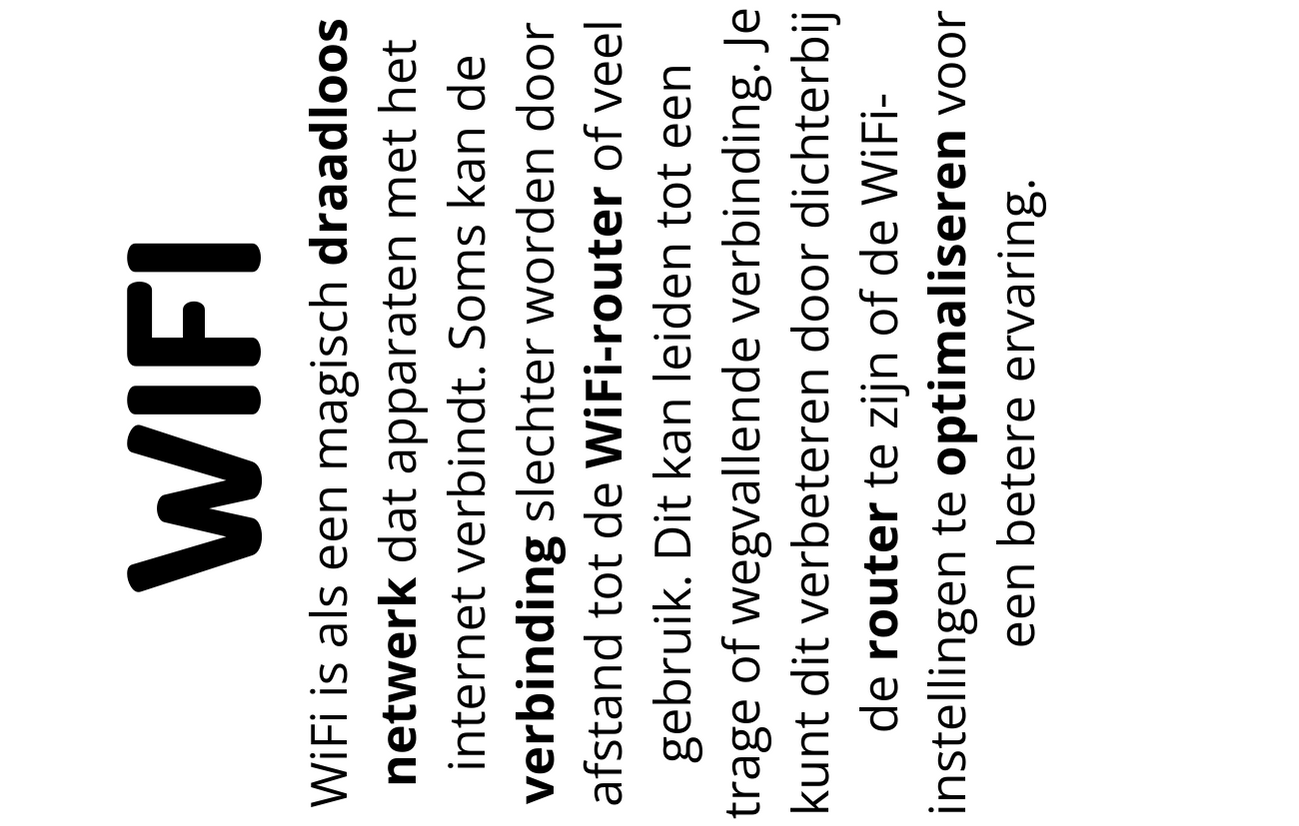 WIFI
WiFi is als een magisch draadloos
netwerk dat apparaten met het
internet verbindt. Soms kan de
verbinding slechter worden door
afstand tot de WiFi-router of veel
gebruik. Dit kan leiden tot een
trage of wegvallende verbinding. Je
kunt dit verbeteren door dichterbij
de router te zijn of de WiFi-
instellingen te optimaliseren voor
een betere ervaring.